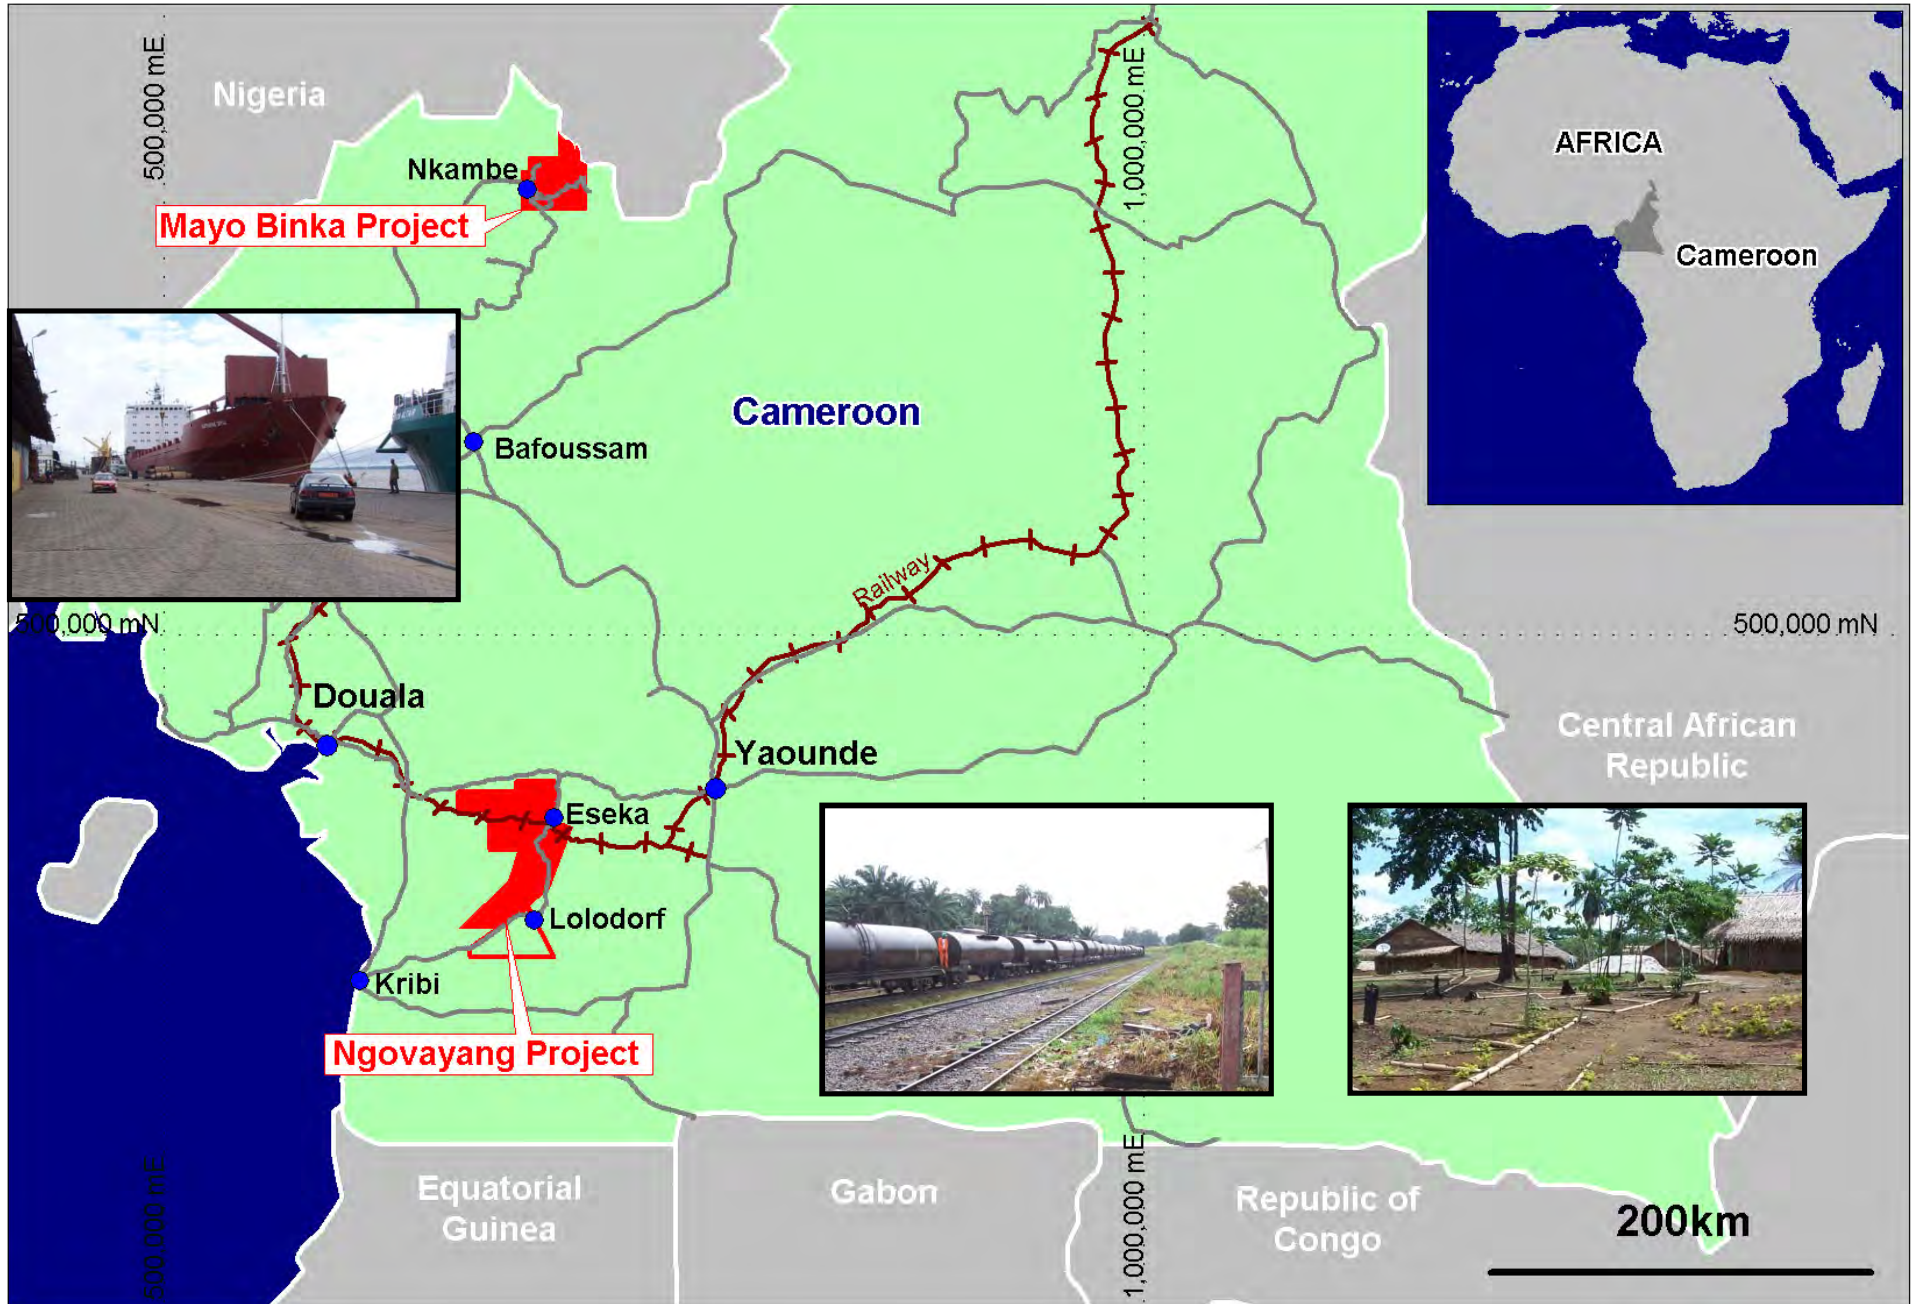 Nigeria
500,000 mE
1,000,000 mE
AFRICA
Cameroon
Nkambe
Mayo Binka Project
Cameroon
Bafoussam
Railway
500,000 mN
500,000 mN
Douala
Yaounde
Central African
Republic
Eseka
Lolodorf
Kribi
Ngovayang Project
Equatorial
Guinea
Gabon
Republic of
Congo
500,000 mE
1,000,000 mE
200km